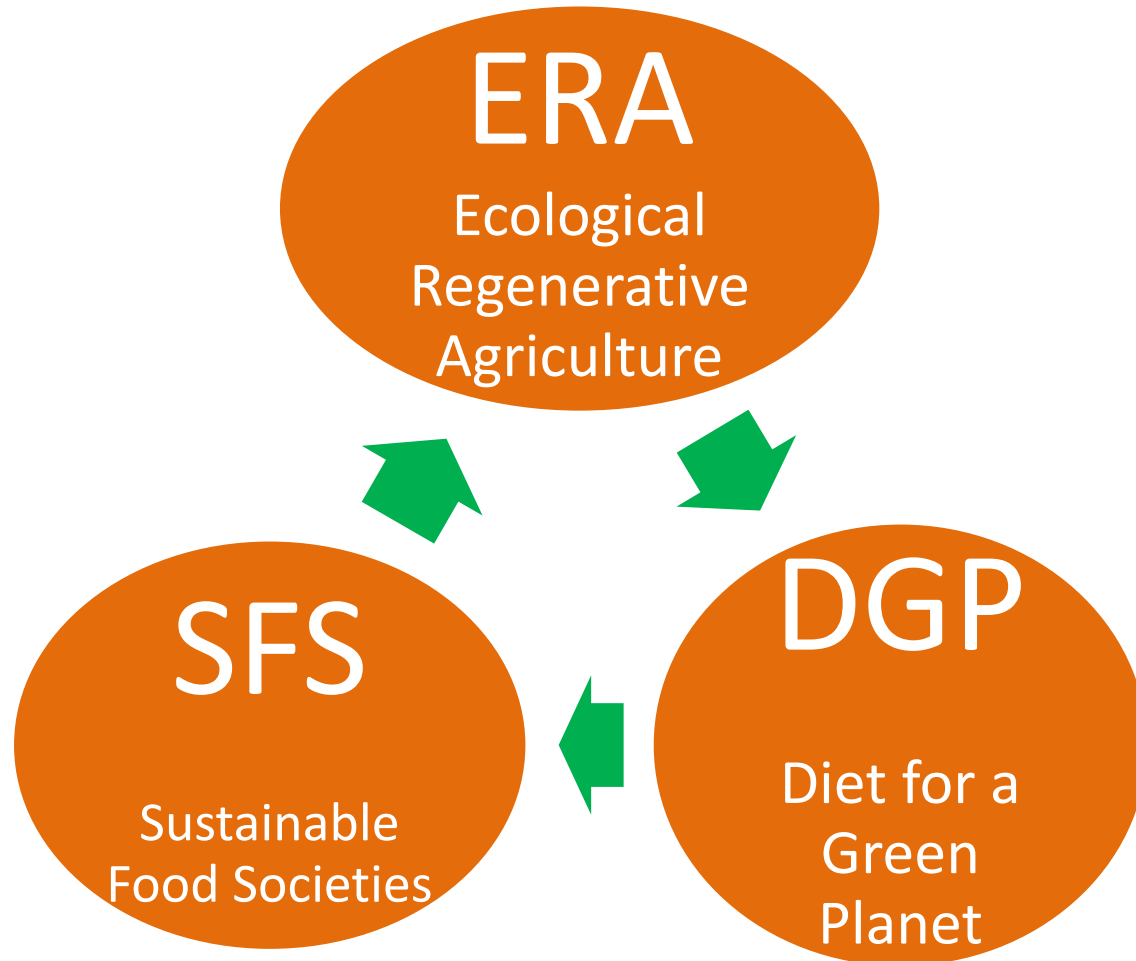 ERA
Ecological
Regenerative
Agriculture
DGP
Diet for a
Green
Planet
SFS
Sustainable
Food Societies